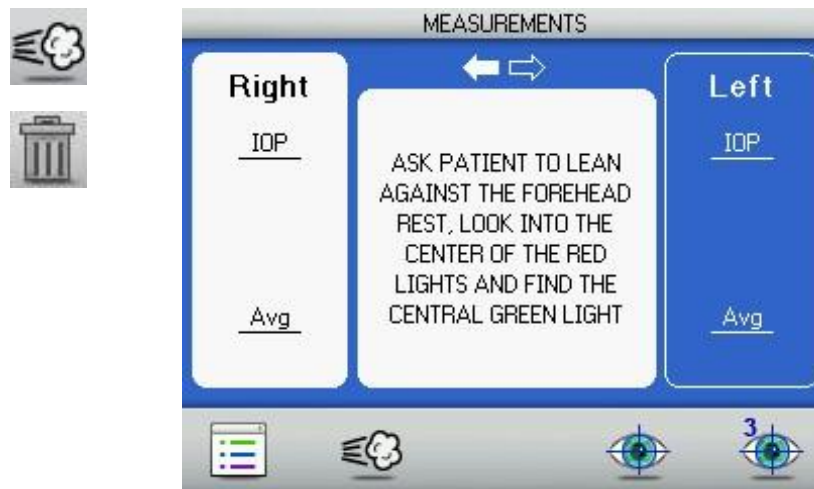 MEASUREMENTS
Right
IOP
Avg
ASK PATIENT TO LEAN
AGAINST THE FOREHEAD
REST, LOOK INTO THE
CENTER OF THE RED
LIGHTS AND FIND THE
CENTRAL GREEN LIGHT
Left
IOP
Avg
3